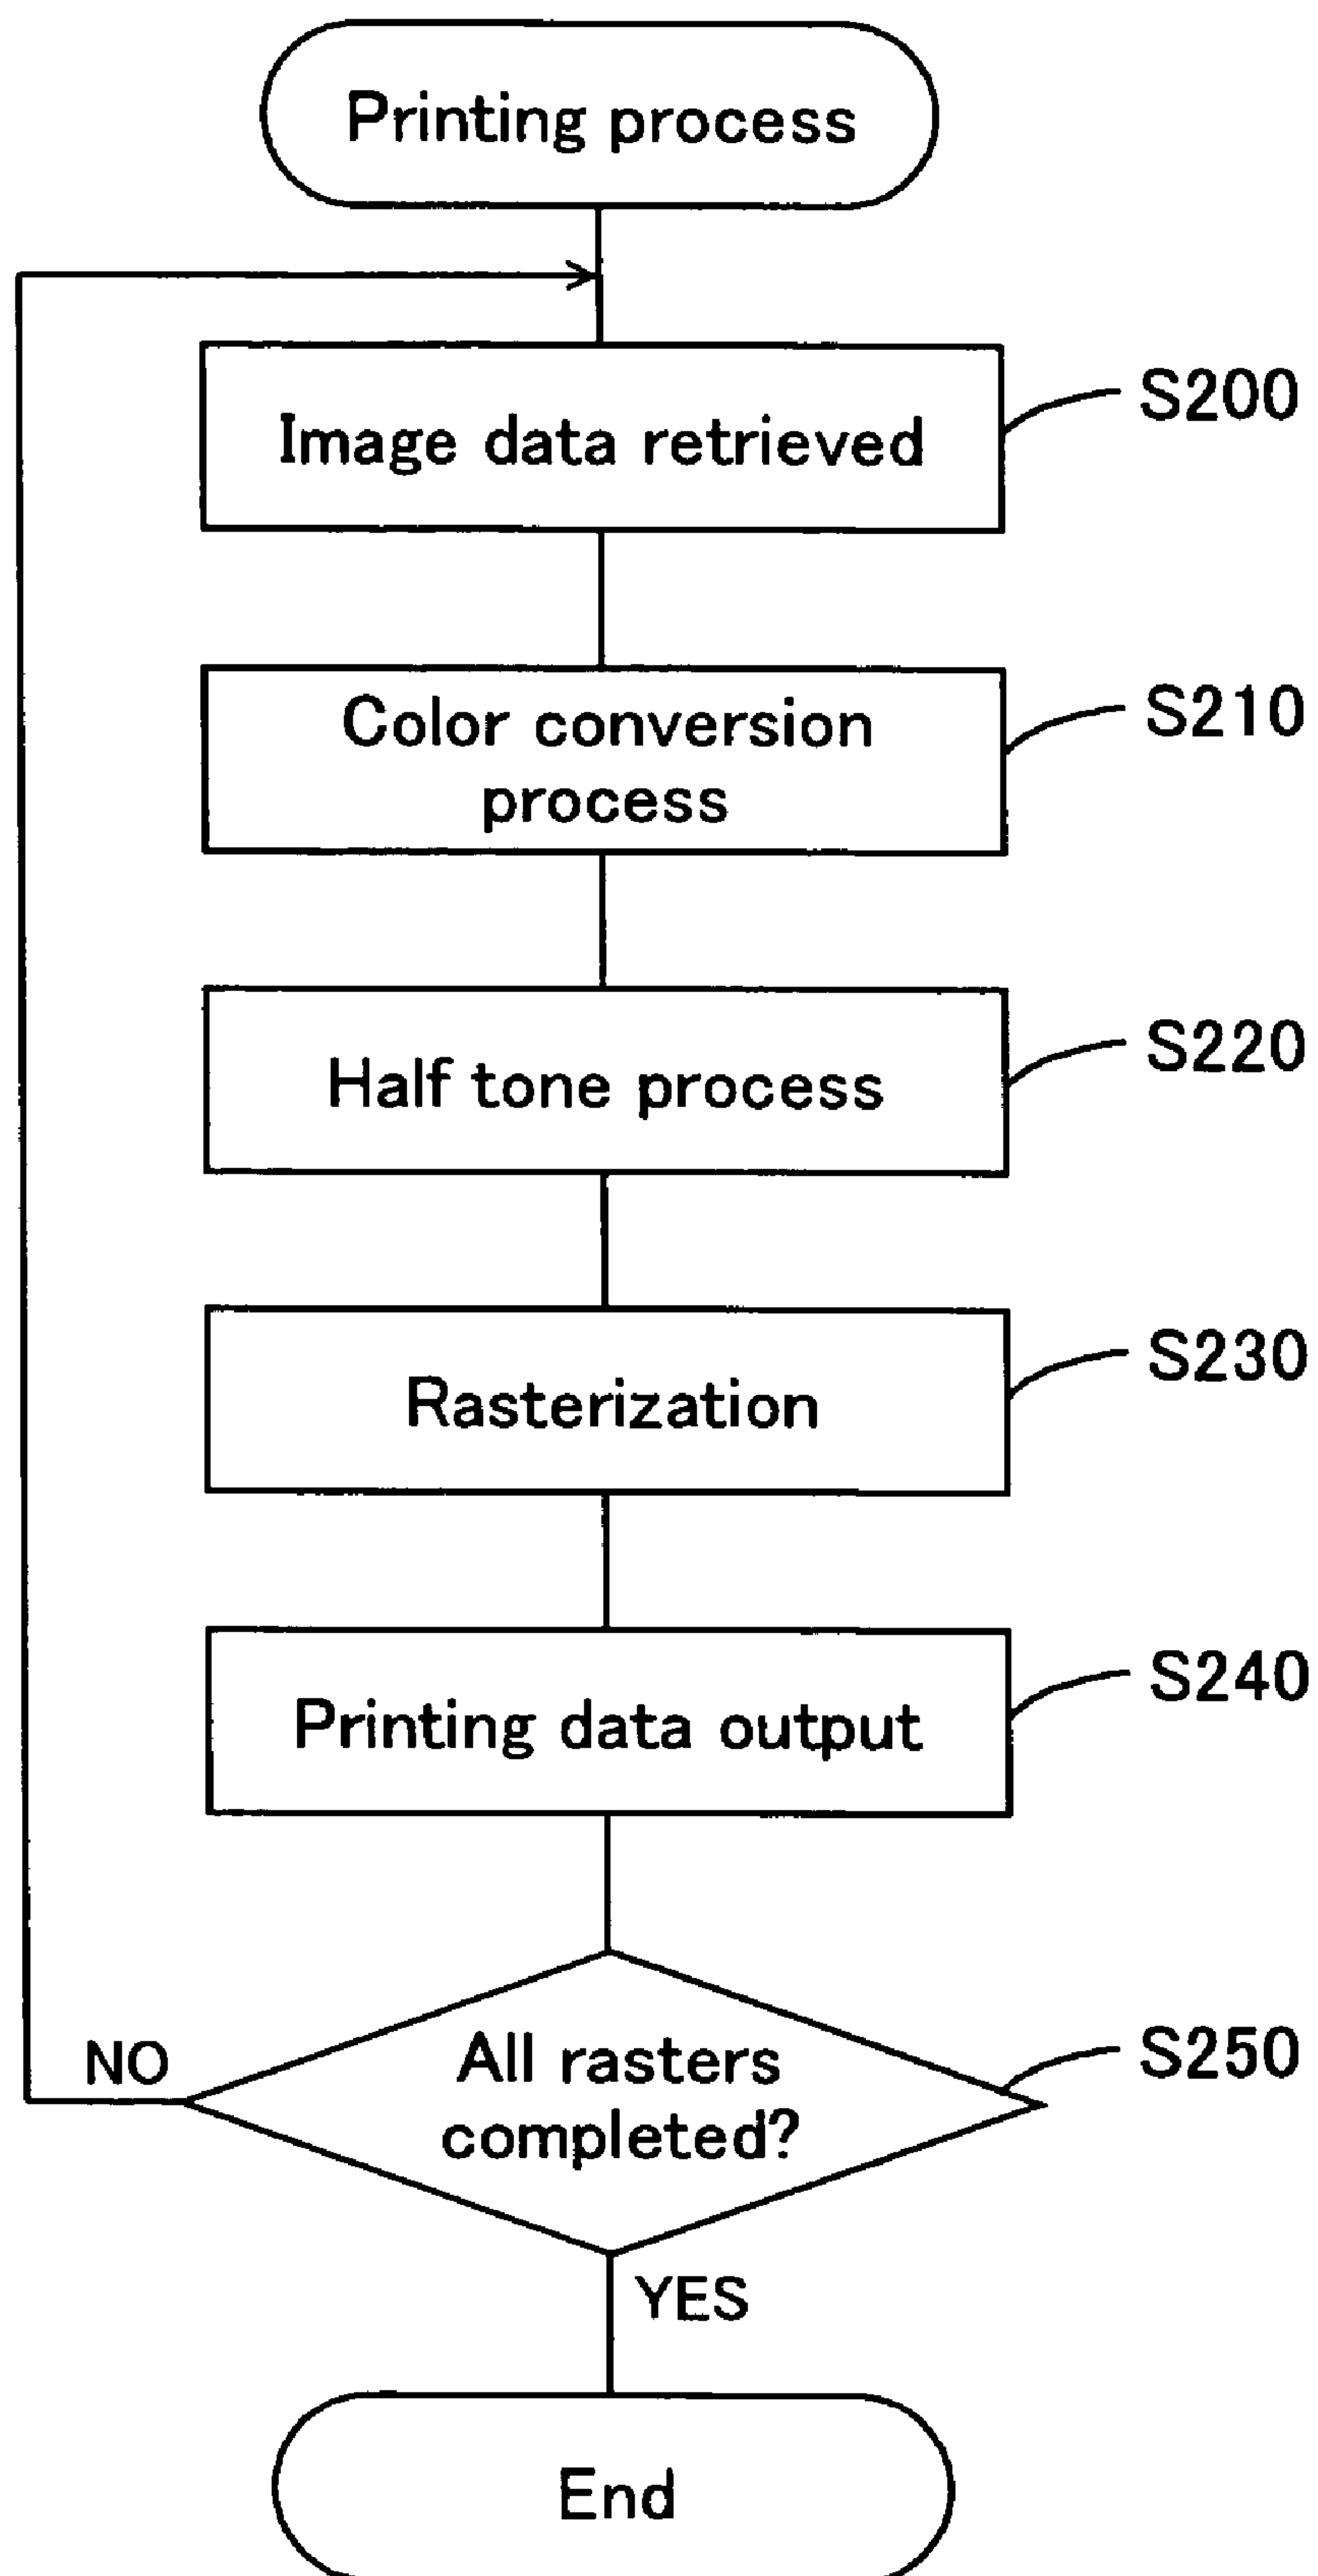 Printing process
Image data retrieved
S200
Color conversion
process
S210
Half tone process
S220
Rasterization
S230
Printing data output
S240
All rasters
completed?
S250
NO
YES
End